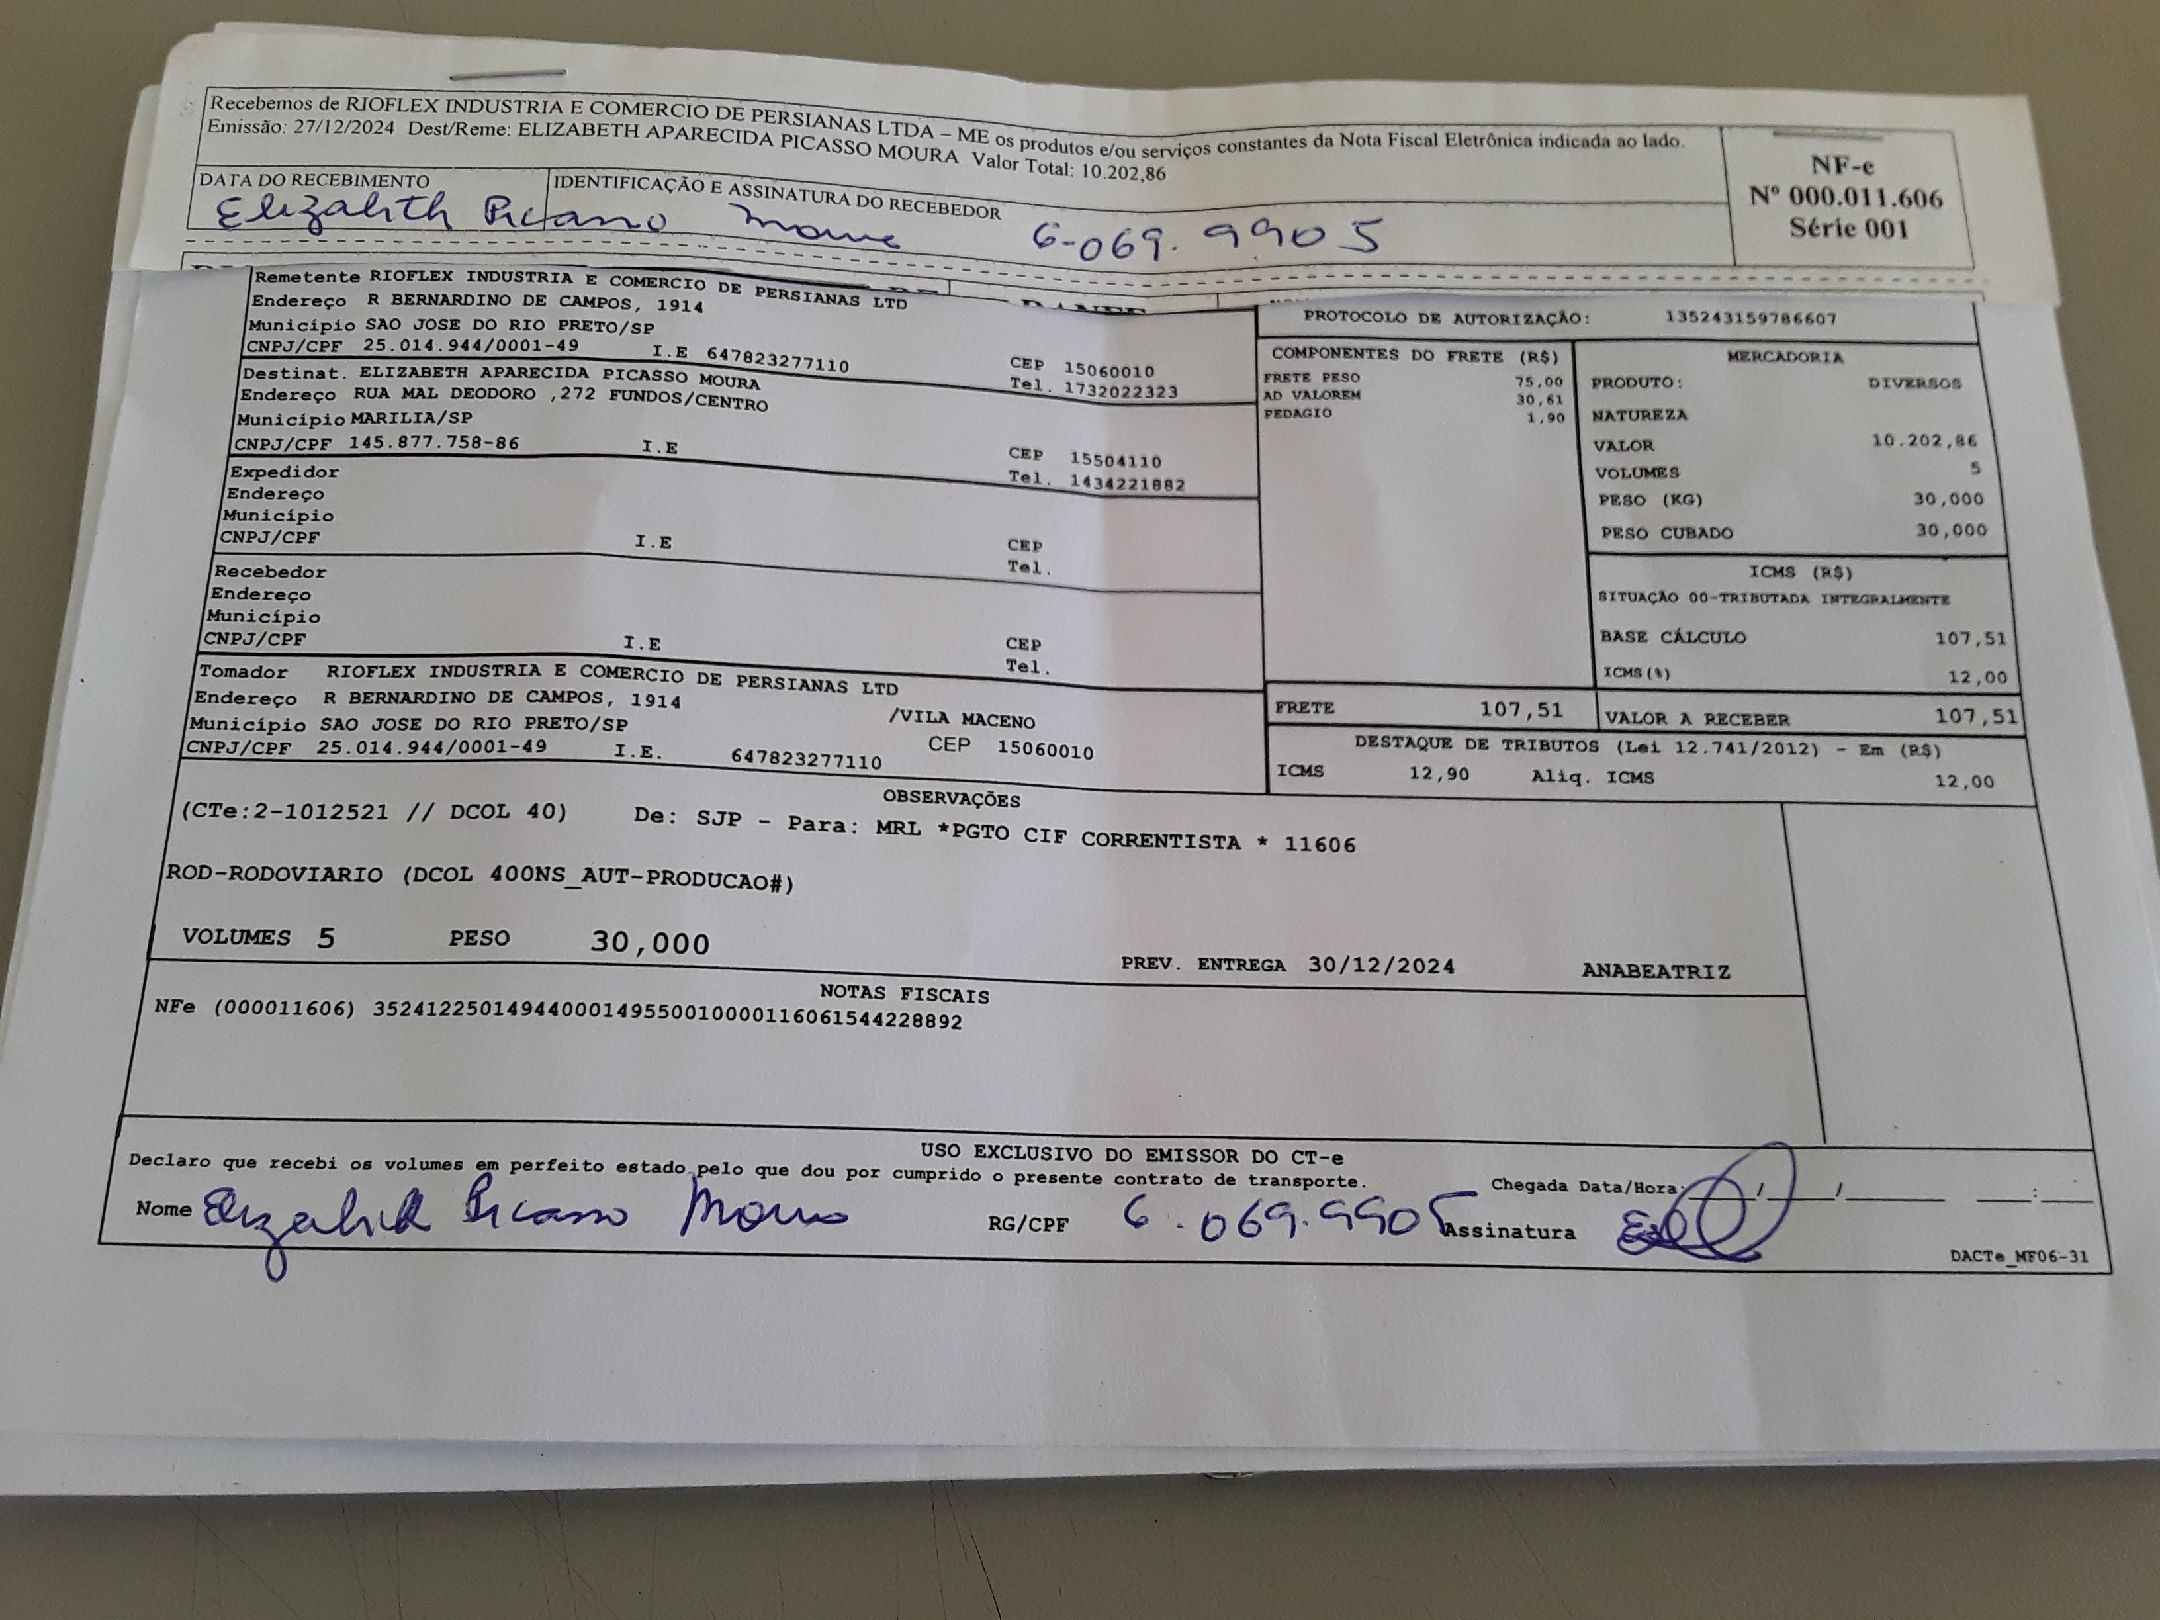 Recebemos de RIOFLEX INDUSTRIA E COMERCIO DE PERSIANAS LTDA – ME os produtos e/ou serviços constantes da Nota Fiscal Eletrônica indicada ao lado.
Emissão: 27/12/2024 Dest/Reme: ELIZABETH APARECIDA PICASSO MOURA Valor Total: 10.202,86
NF-e
Nº 000.011.606
Série 001
DATA DO RECEBIMENTO
IDENTIFICAÇÃO E ASSINATURA DO RECEBEDOR
Elizabeth Picasso Moura 6-069.9905
Remetente RIOFLEX INDUSTRIA E COMERCIO DE PERSIANAS LTD
Endereço R BERNARDINO DE CAMPOS, 1914
Município SAO JOSE DO RIO PRETO/SP
CEP 15060010
CNPJ/CPF 25.014.944/0001-49 I.E 647823277110
Tel. 1732022323
Destinat. ELIZABETH APARECIDA PICASSO MOURA
Endereço RUA MAL DEODORO ,272 FUNDOS/CENTRO
Município MARILIA/SP
CEP 15504110
CNPJ/CPF 145.877.758-86 I.E
Tel. 1434221882
Expedidor
Endereço
Município
CEP
CNPJ/CPF I.E
Tel.
Recebedor
Endereço
Município
CEP
CNPJ/CPF I.E
Tel.
Tomador RIOFLEX INDUSTRIA E COMERCIO DE PERSIANAS LTD
Endereço R BERNARDINO DE CAMPOS, 1914 /VILA MACENO
Município SAO JOSE DO RIO PRETO/SP CEP 15060010
CNPJ/CPF 25.014.944/0001-49 I.E. 647823277110
PROTOCOLO DE AUTORIZAÇÃO: 135243159786607
COMPONENTES DO FRETE (R$)
FRETE PESO 75,00
AD VALOREM 30,61
PEDAGIO 1,90
MERCADORIA
PRODUTO: DIVERSOS
NATUREZA
VALOR 10.202,86
VOLUMES 5
PESO (KG) 30,000
PESO CUBADO 30,000
ICMS (R$)
SITUAÇÃO 00-TRIBUTADA INTEGRALMENTE
BASE CÁLCULO 107,51
ICMS(%) 12,00
FRETE 107,51
VALOR A RECEBER 107,51
DESTAQUE DE TRIBUTOS (Lei 12.741/2012) - Em (R$)
ICMS 12,90 Aliq. ICMS 12,00
OBSERVAÇÕES
(CTe:2-1012521 // DCOL 40) De: SJP - Para: MRL *PGTO CIF CORRENTISTA * 11606
ROD-RODOVIARIO (DCOL 400NS_AUT-PRODUCAO#)
VOLUMES 5 PESO 30,000
PREV. ENTREGA 30/12/2024 ANABEATRIZ
NOTAS FISCAIS
NFe (000011606) 35241225014944000149550010000116061544228892
USO EXCLUSIVO DO EMISSOR DO CT-e
Declaro que recebi os volumes em perfeito estado pelo que dou por cumprido o presente contrato de transporte.
Chegada Data/Hora: ___/___/___ __:__
Nome Elizabeth Picasso Moura RG/CPF 6.069.9905 Assinatura
DACTe_MF06-31